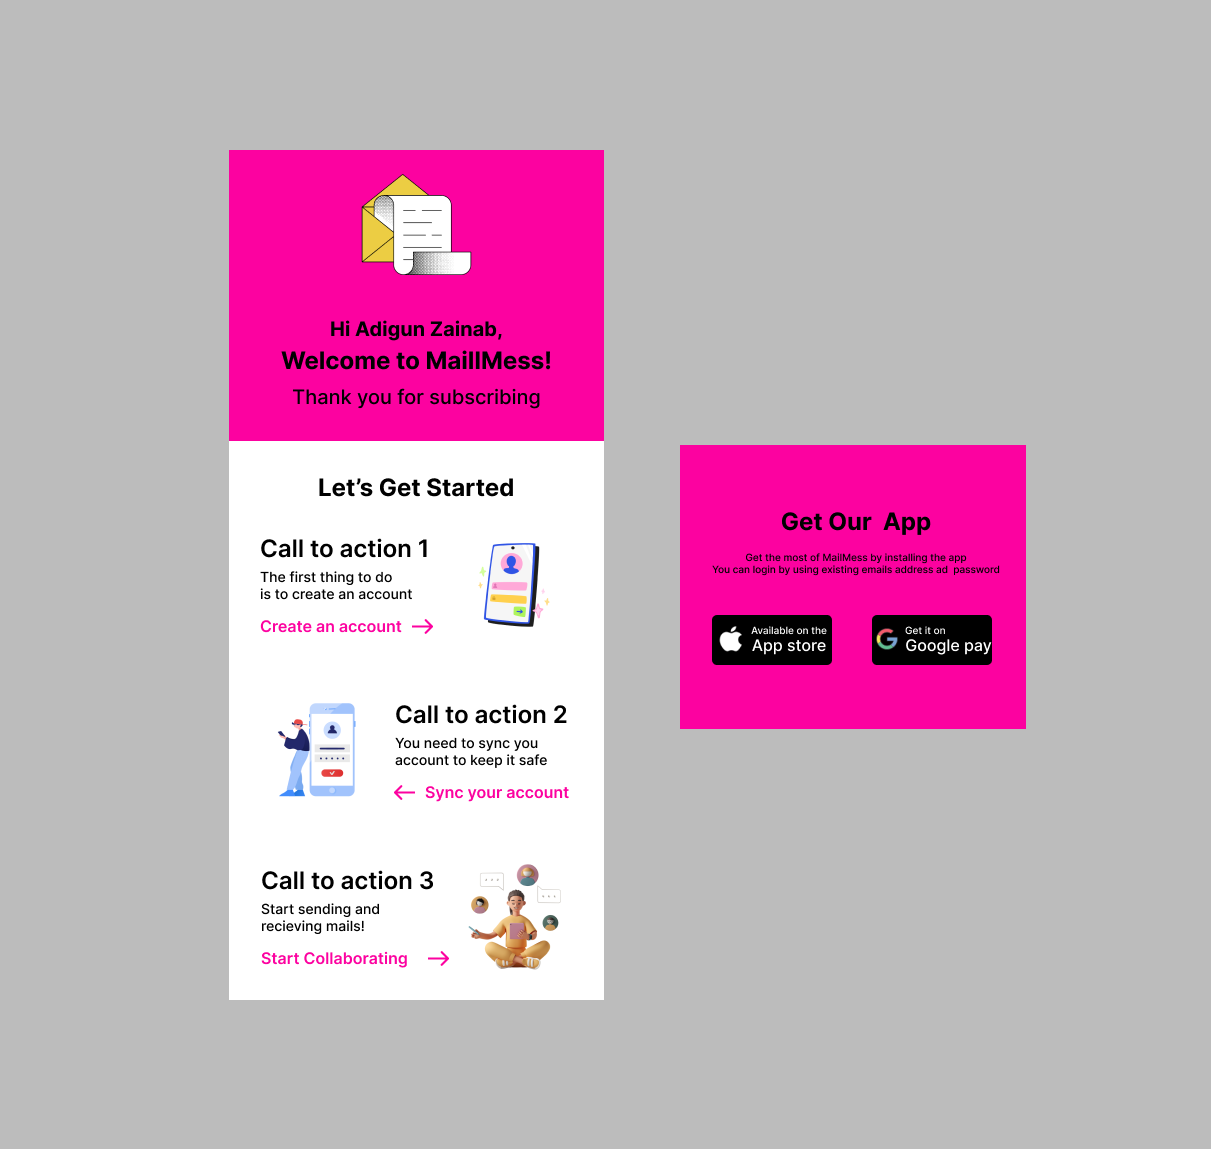 Hi Adigun Zainab,
Welcome to MaillMess!
Thank you for subscribing
Let’s Get Started
Call to action 1
The first thing to do
is to create an account
Create an account
Call to action 2
You need to sync you
account to keep it safe
Sync your account
Call to action 3
Start sending and
recieving mails!
Start Collaborating
Get Our App
Get the most of MailMess by installing the app
You can login by using existing emails address ad password
Available on the
App store
Get it on
Google pay